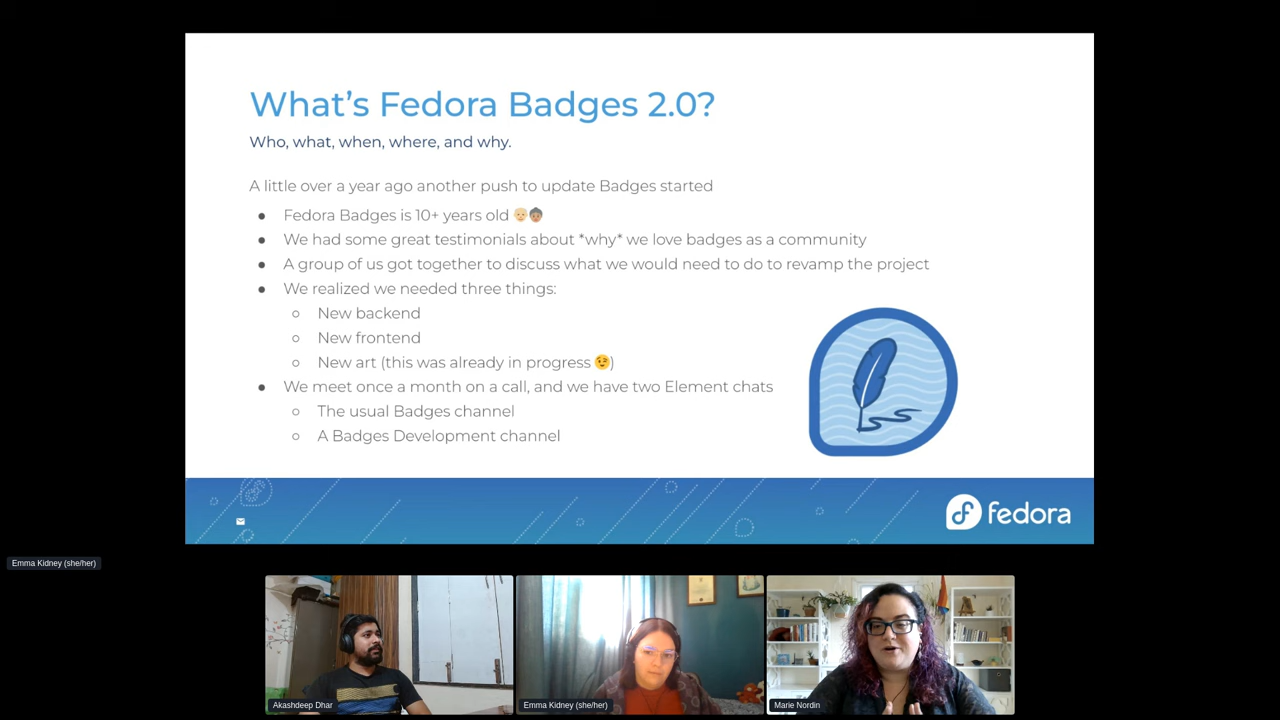 What's Fedora Badges 2.0?
Who, what, when, where, and why.
A little over a year ago another push to update Badges started
● Fedora Badges is 10+ years old 👴🏼👵🏽
● We had some great testimonials about *why* we love badges as a community
● A group of us got together to discuss what we would need to do to revamp the project
● We realized we needed three things:
○ New backend
○ New frontend
○ New art (this was already in progress 😉)
● We meet once a month on a call, and we have two Element chats
○ The usual Badges channel
○ A Badges Development channel
fedora
Emma Kidney (she/her)
Akashdeep Dhar
Emma Kidney (she/her)
Marie Nordin